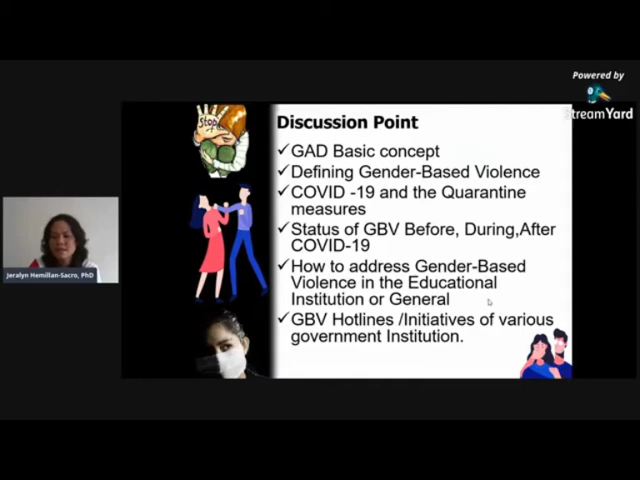 Powered by
StreamYard
Discussion Point
✓GAD Basic concept
✓Defining Gender-Based Violence
✓COVID -19 and the Quarantine
measures
✓Status of GBV Before, During,After
COVID-19
✓How to address Gender-Based
Violence in the Educational
Institution or General
✓GBV Hotlines /Initiatives of various
government Institution.
Stop
Jeralyn Hemillan-Sacro, PhD